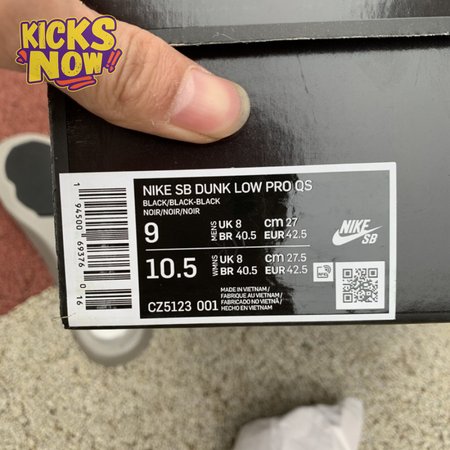 KICKS
NOW
NIKE SB DUNK LOW PRO QS
BLACK/BLACK-BLACK
NOIR/NOIR/NOIR
9 MENS UK 8 cm 27
BR 40.5 EUR 42.5
10.5 WMNS UK 8 cm 27.5
BR 40.5 EUR 42.5
NIKE
SB
MADE IN VIETNAM /
FABRIQUÉ AU VIETNAM /
FABRICADO NO VIETNÃ /
HECHO EN VIETNAM
CZ5123 001
1 94500 69376 0 16